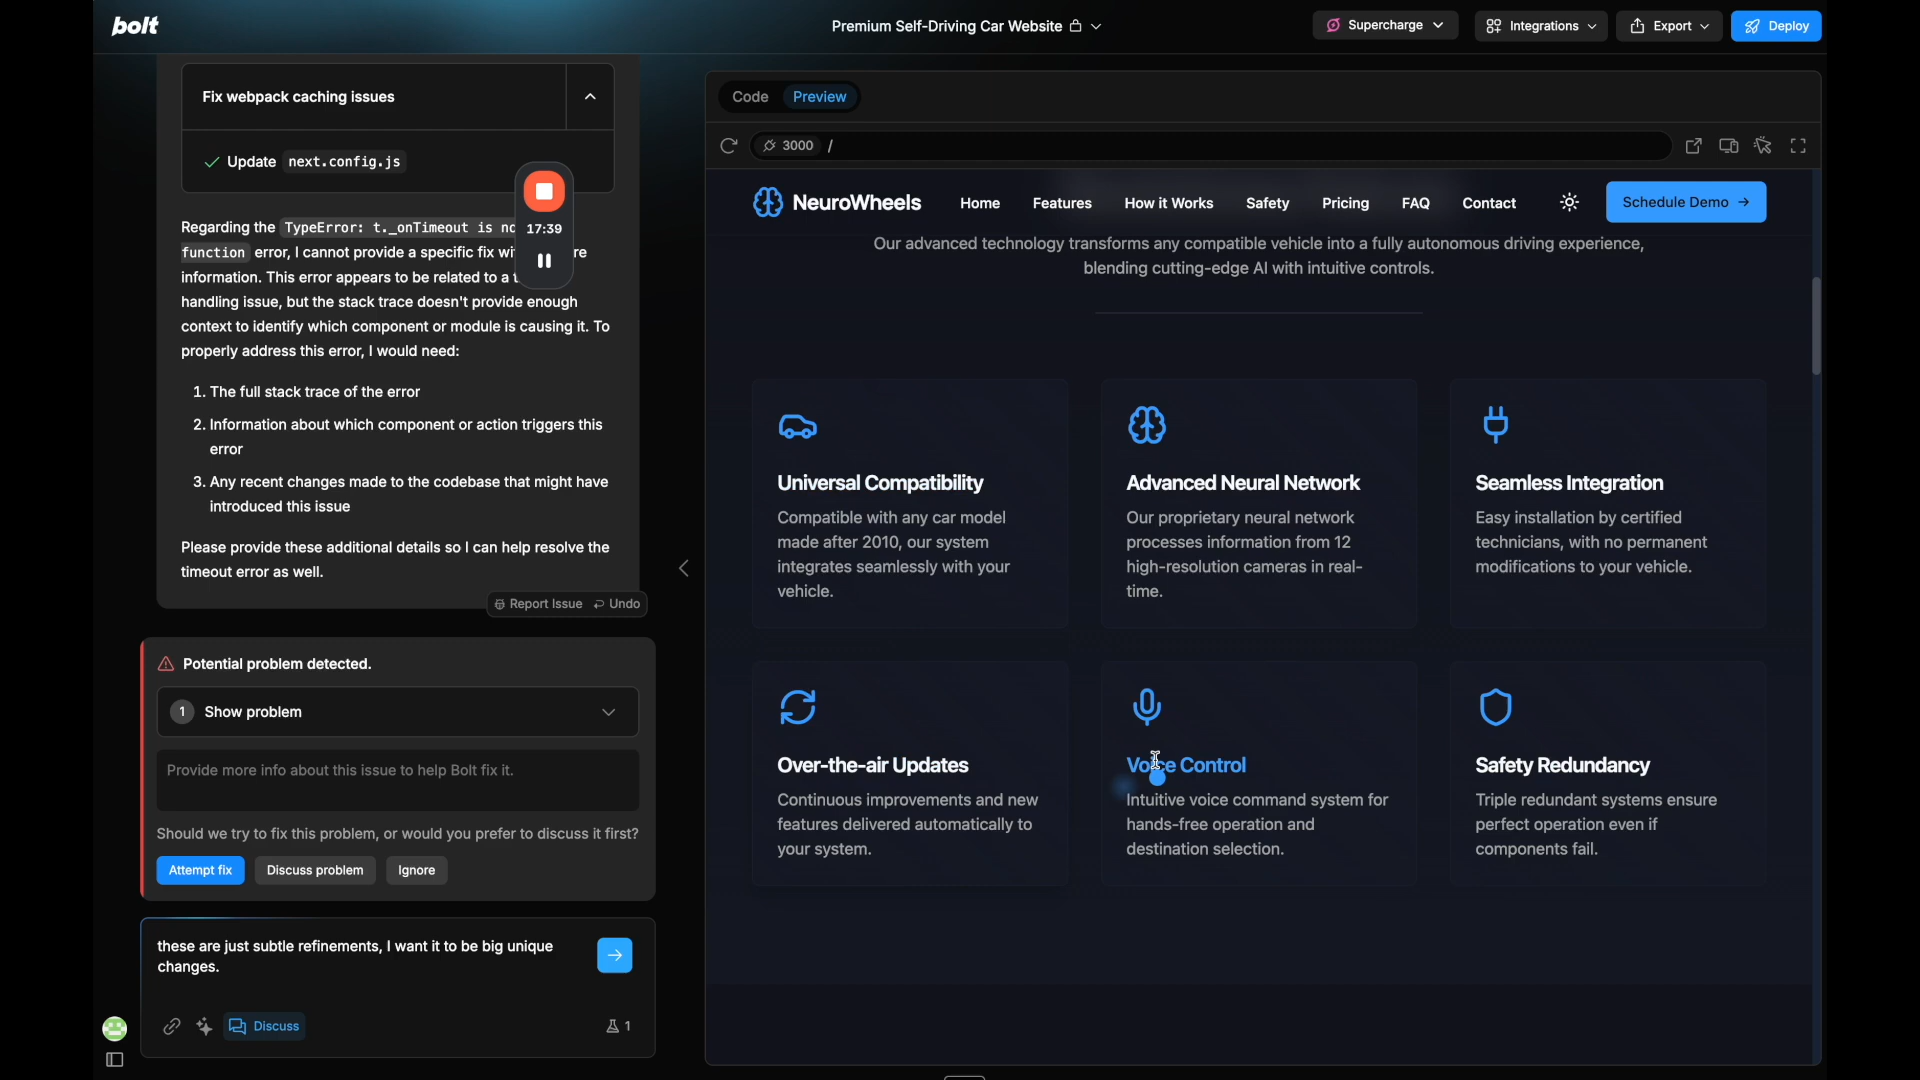 bolt
Premium Self-Driving Car Website
Supercharge
Integrations
Export
Deploy
Fix webpack caching issues
Update next.config.js
Regarding the TypeError: t._onTimeout is no
function error, I cannot provide a specific fix wi re
information. This error appears to be related to a t
handling issue, but the stack trace doesn't provide enough
context to identify which component or module is causing it. To
properly address this error, I would need:
1. The full stack trace of the error
2. Information about which component or action triggers this
error
3. Any recent changes made to the codebase that might have
introduced this issue
Please provide these additional details so I can help resolve the
timeout error as well.
17:39
Report Issue
Undo
Potential problem detected.
1 Show problem
Provide more info about this issue to help Bolt fix it.
Should we try to fix this problem, or would you prefer to discuss it first?
Attempt fix
Discuss problem
Ignore
these are just subtle refinements, I want it to be big unique
changes.
Discuss
1
Code
Preview
3000 /
NeuroWheels
Home
Features
How it Works
Safety
Pricing
FAQ
Contact
Schedule Demo →
Our advanced technology transforms any compatible vehicle into a fully autonomous driving experience,
blending cutting-edge AI with intuitive controls.
Universal Compatibility
Compatible with any car model
made after 2010, our system
integrates seamlessly with your
vehicle.
Advanced Neural Network
Our proprietary neural network
processes information from 12
high-resolution cameras in real-
time.
Seamless Integration
Easy installation by certified
technicians, with no permanent
modifications to your vehicle.
Over-the-air Updates
Continuous improvements and new
features delivered automatically to
your system.
Voice Control
Intuitive voice command system for
hands-free operation and
destination selection.
Safety Redundancy
Triple redundant systems ensure
perfect operation even if
components fail.